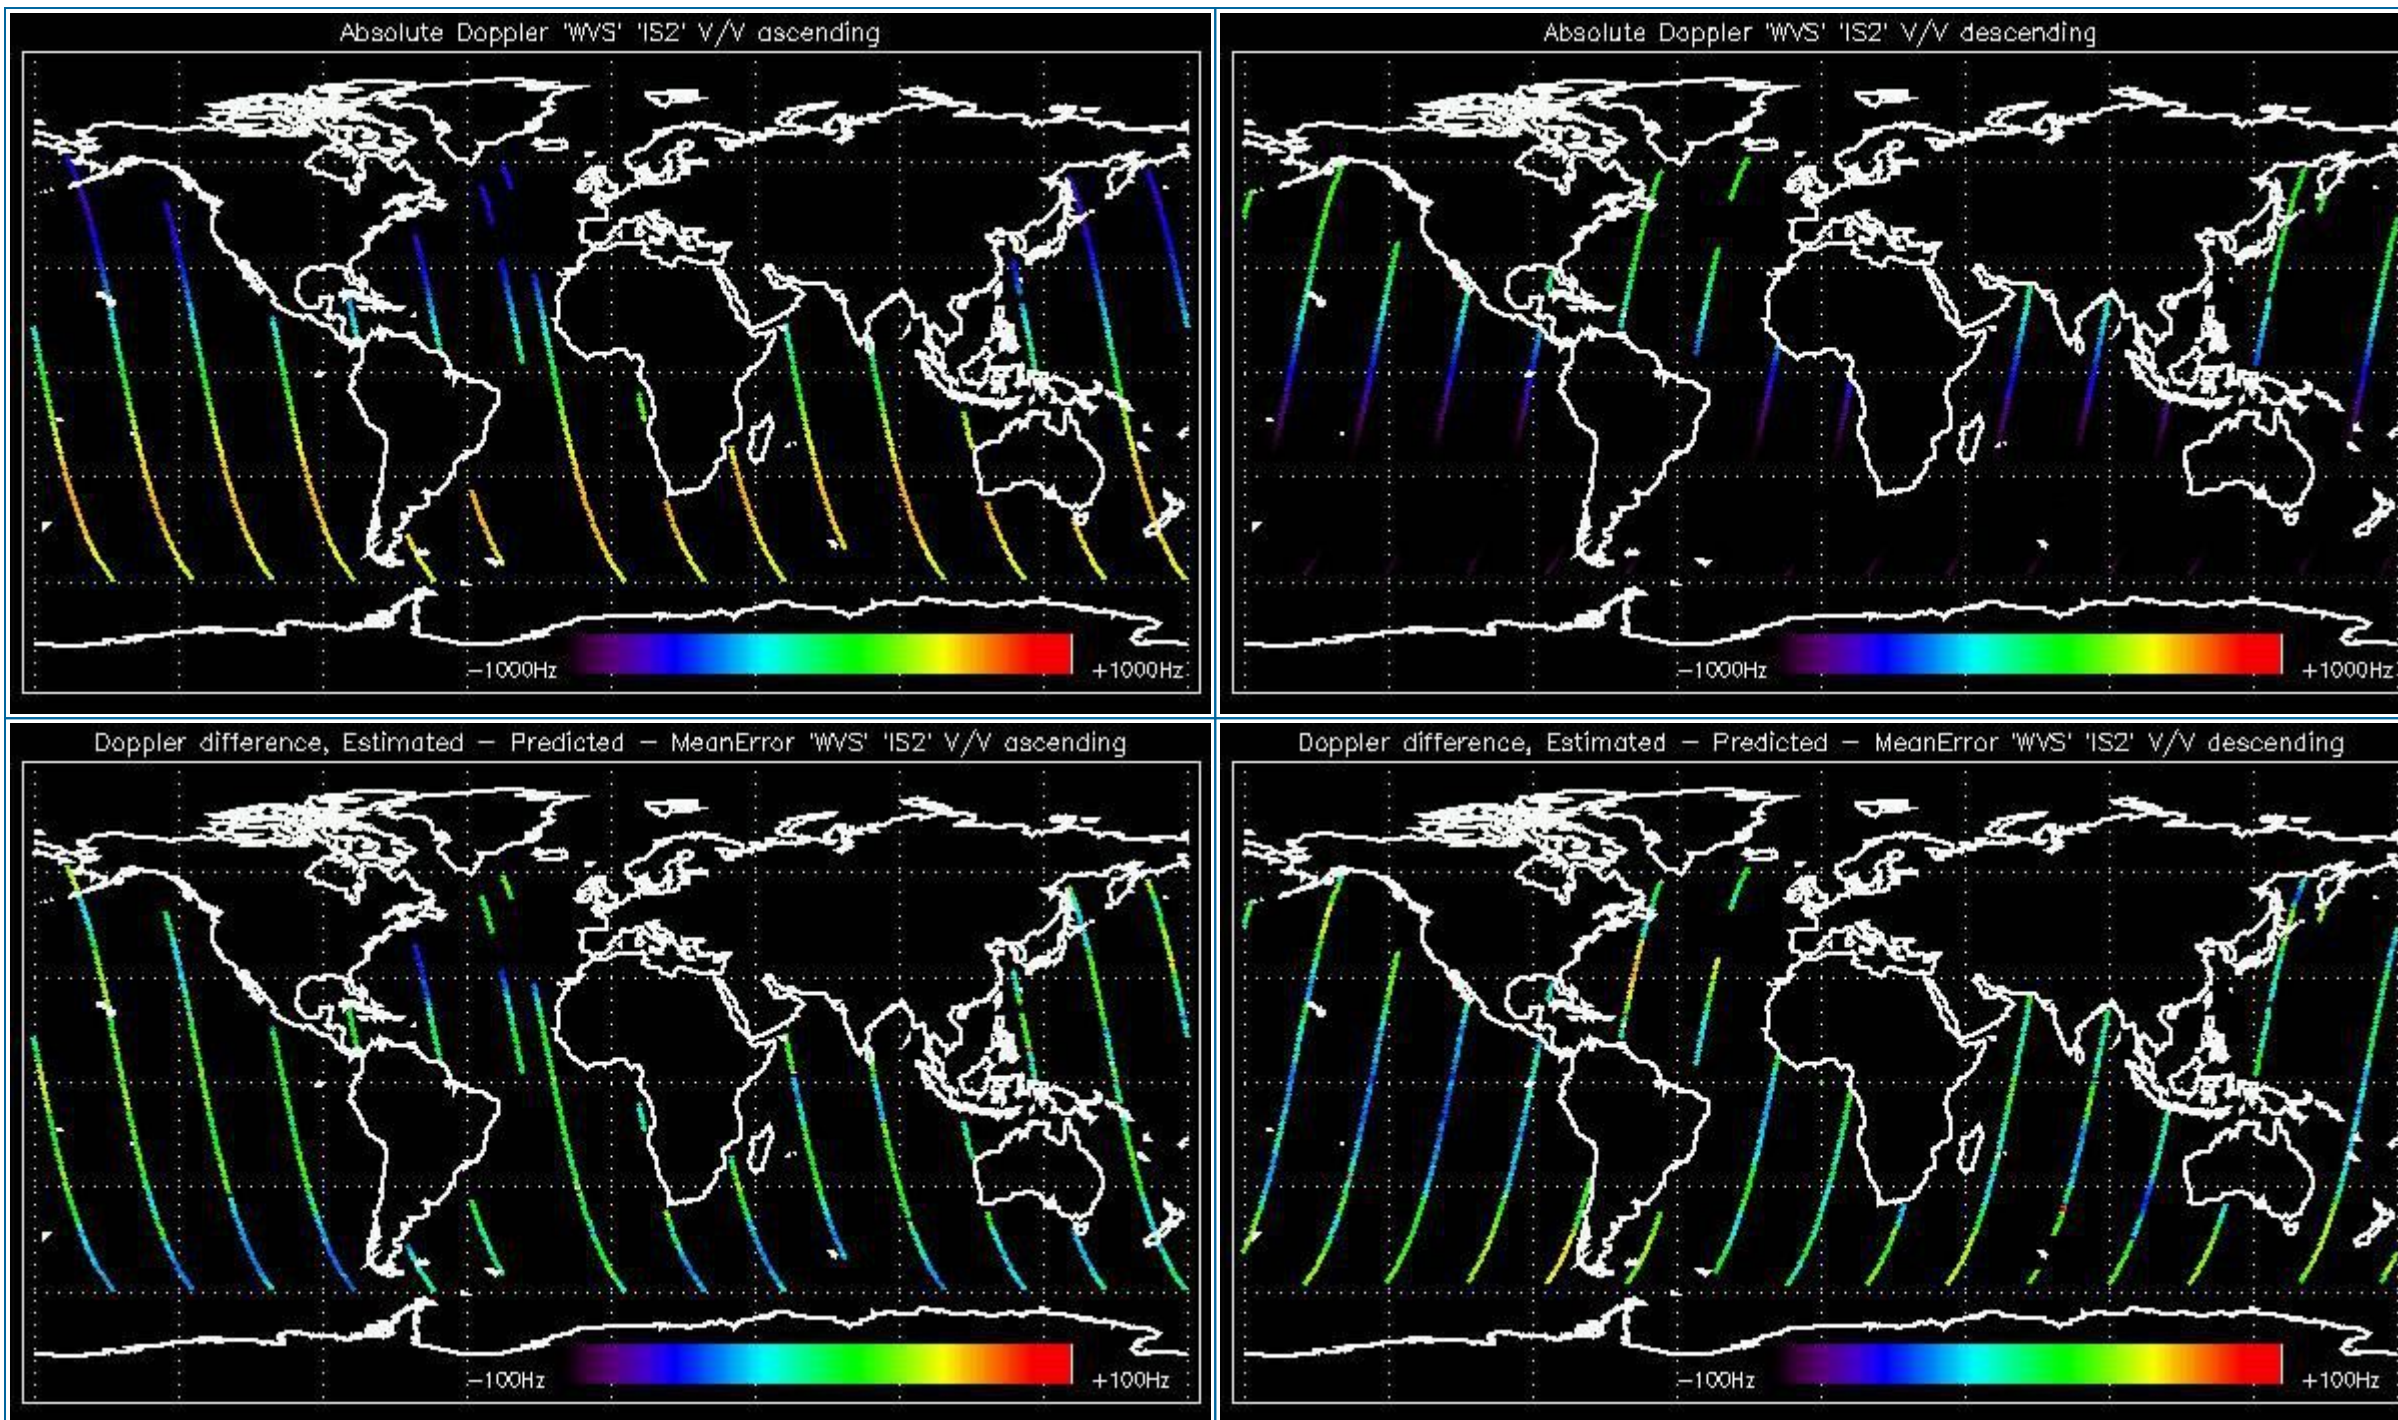 Absolute Doppler 'WVS' 'IS2' V/V ascending
-1000Hz
+1000Hz
Absolute Doppler 'WVS' 'IS2' V/V descending
-1000Hz
+1000Hz
Doppler difference, Estimated - Predicted - MeanError 'WVS' 'IS2' V/V ascending
-100Hz
+100Hz
Doppler difference, Estimated - Predicted - MeanError 'WVS' 'IS2' V/V descending
-100Hz
+100Hz